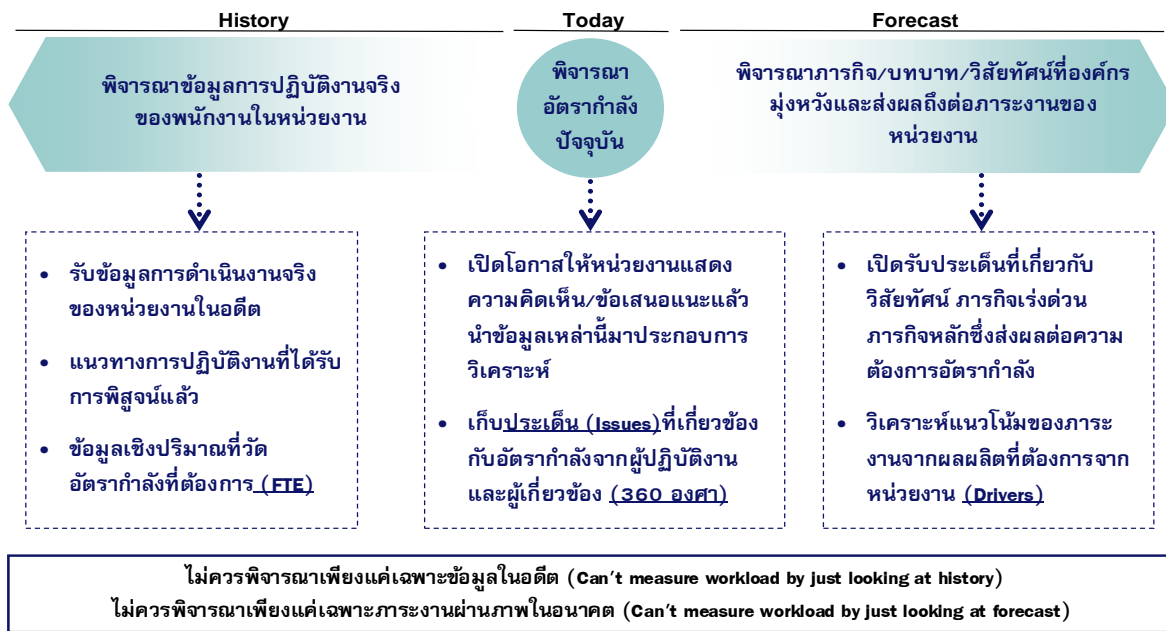 History
Today
Forecast
พิจารณาข้อมูลการปฏิบัติงานจริง
ของพนักงานในหน่วยงาน
พิจารณา
อัตรากำลัง
ปัจจุบัน
พิจารณาภารกิจ/บทบาท/วิสัยทัศน์ที่องค์กร
มุ่งหวังและส่งผลถึงต่อภาระงานของ
หน่วยงาน
• รับข้อมูลการดำเนินงานจริง
ของหน่วยงานในอดีต
• แนวทางการปฏิบัติงานที่ได้รับ
การพิสูจน์แล้ว
• ข้อมูลเชิงปริมาณที่วัด
อัตรากำลังที่ต้องการ (FTE)
• เปิดโอกาสให้หน่วยงานแสดง
ความคิดเห็น/ข้อเสนอแนะแล้ว
นำข้อมูลเหล่านี้มาประกอบการ
วิเคราะห์
• เก็บประเด็น (Issues)ที่เกี่ยวข้อง
กับอัตรากำลังจากผู้ปฏิบัติงาน
และผู้เกี่ยวข้อง (360 องศา)
• เปิดรับประเด็นที่เกี่ยวกับ
วิสัยทัศน์ ภารกิจเร่งด่วน
ภารกิจหลักซึ่งส่งผลต่อความ
ต้องการอัตรากำลัง
• วิเคราะห์แนวโน้มของภาระ
งานจากผลผลิตที่ต้องการจาก
หน่วยงาน (Drivers)
ไม่ควรพิจารณาเพียงแค่เฉพาะข้อมูลในอดีต (Can't measure workload by just looking at history)
ไม่ควรพิจารณาเพียงแค่เฉพาะภาระงานผ่านภาพในอนาคต (Can't measure workload by just looking at forecast)